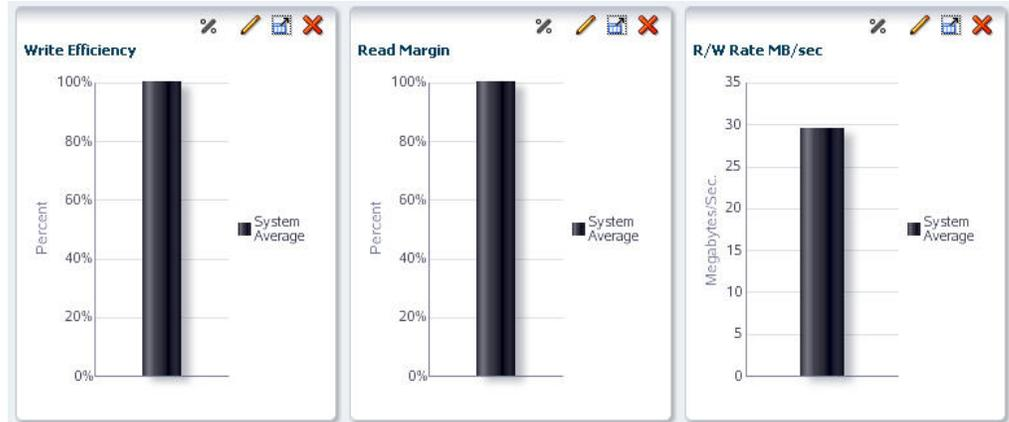 Write Efficiency
100%
80%
60%
40%
20%
0%
Percent
System
Average
Read Margin
100%
80%
60%
40%
20%
0%
Percent
System
Average
R/W Rate MB/sec
35
30
25
20
15
10
5
0
Megabytes/Sec.
System
Average